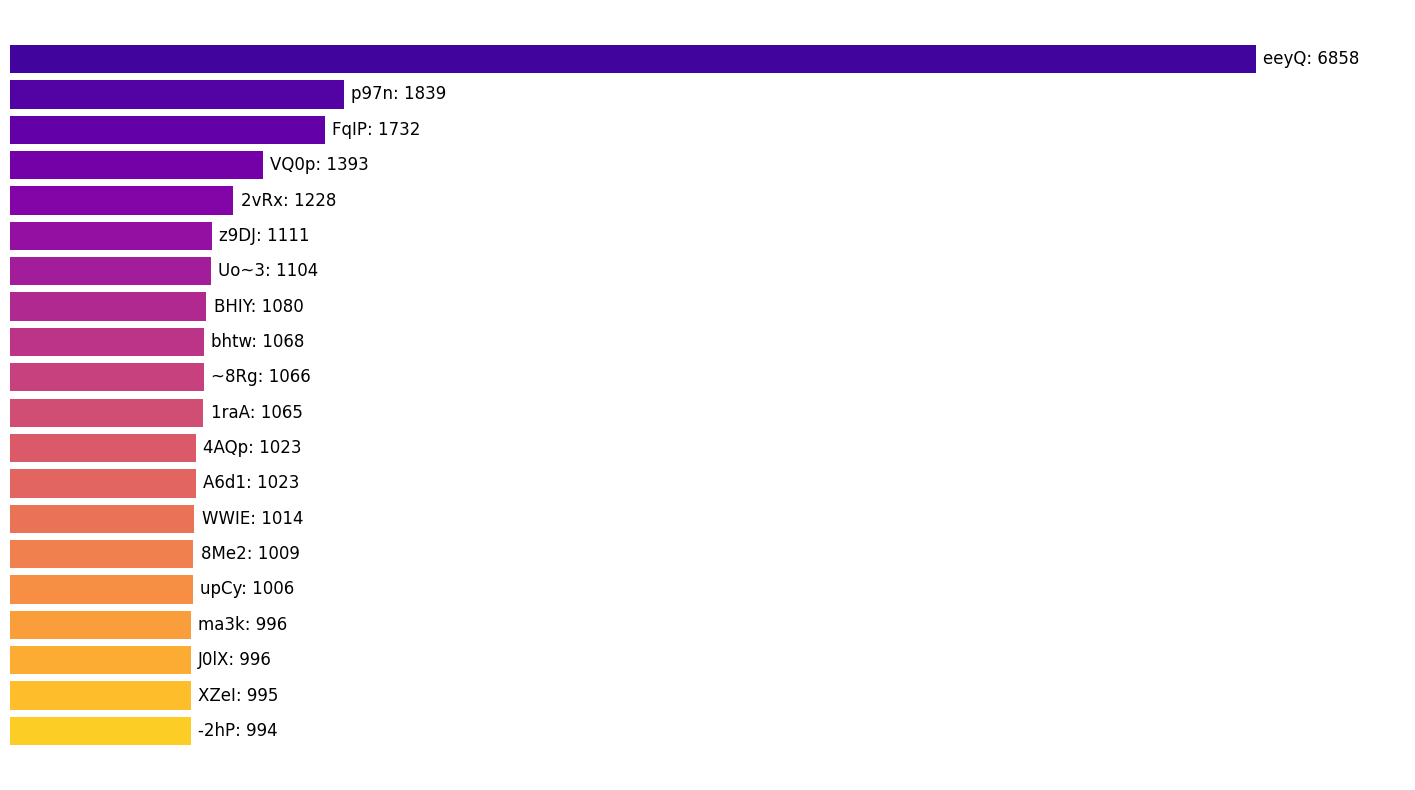 eeyQ: 6858
p97n: 1839
FqlP: 1732
VQ0p: 1393
2vRx: 1228
z9DJ: 1111
Uo~3: 1104
BHIY: 1080
bhtw: 1068
~8Rg: 1066
1raA: 1065
4AQp: 1023
A6d1: 1023
WWIE: 1014
8Me2: 1009
upCy: 1006
ma3k: 996
J0lX: 996
XZeI: 995
-2hP: 994